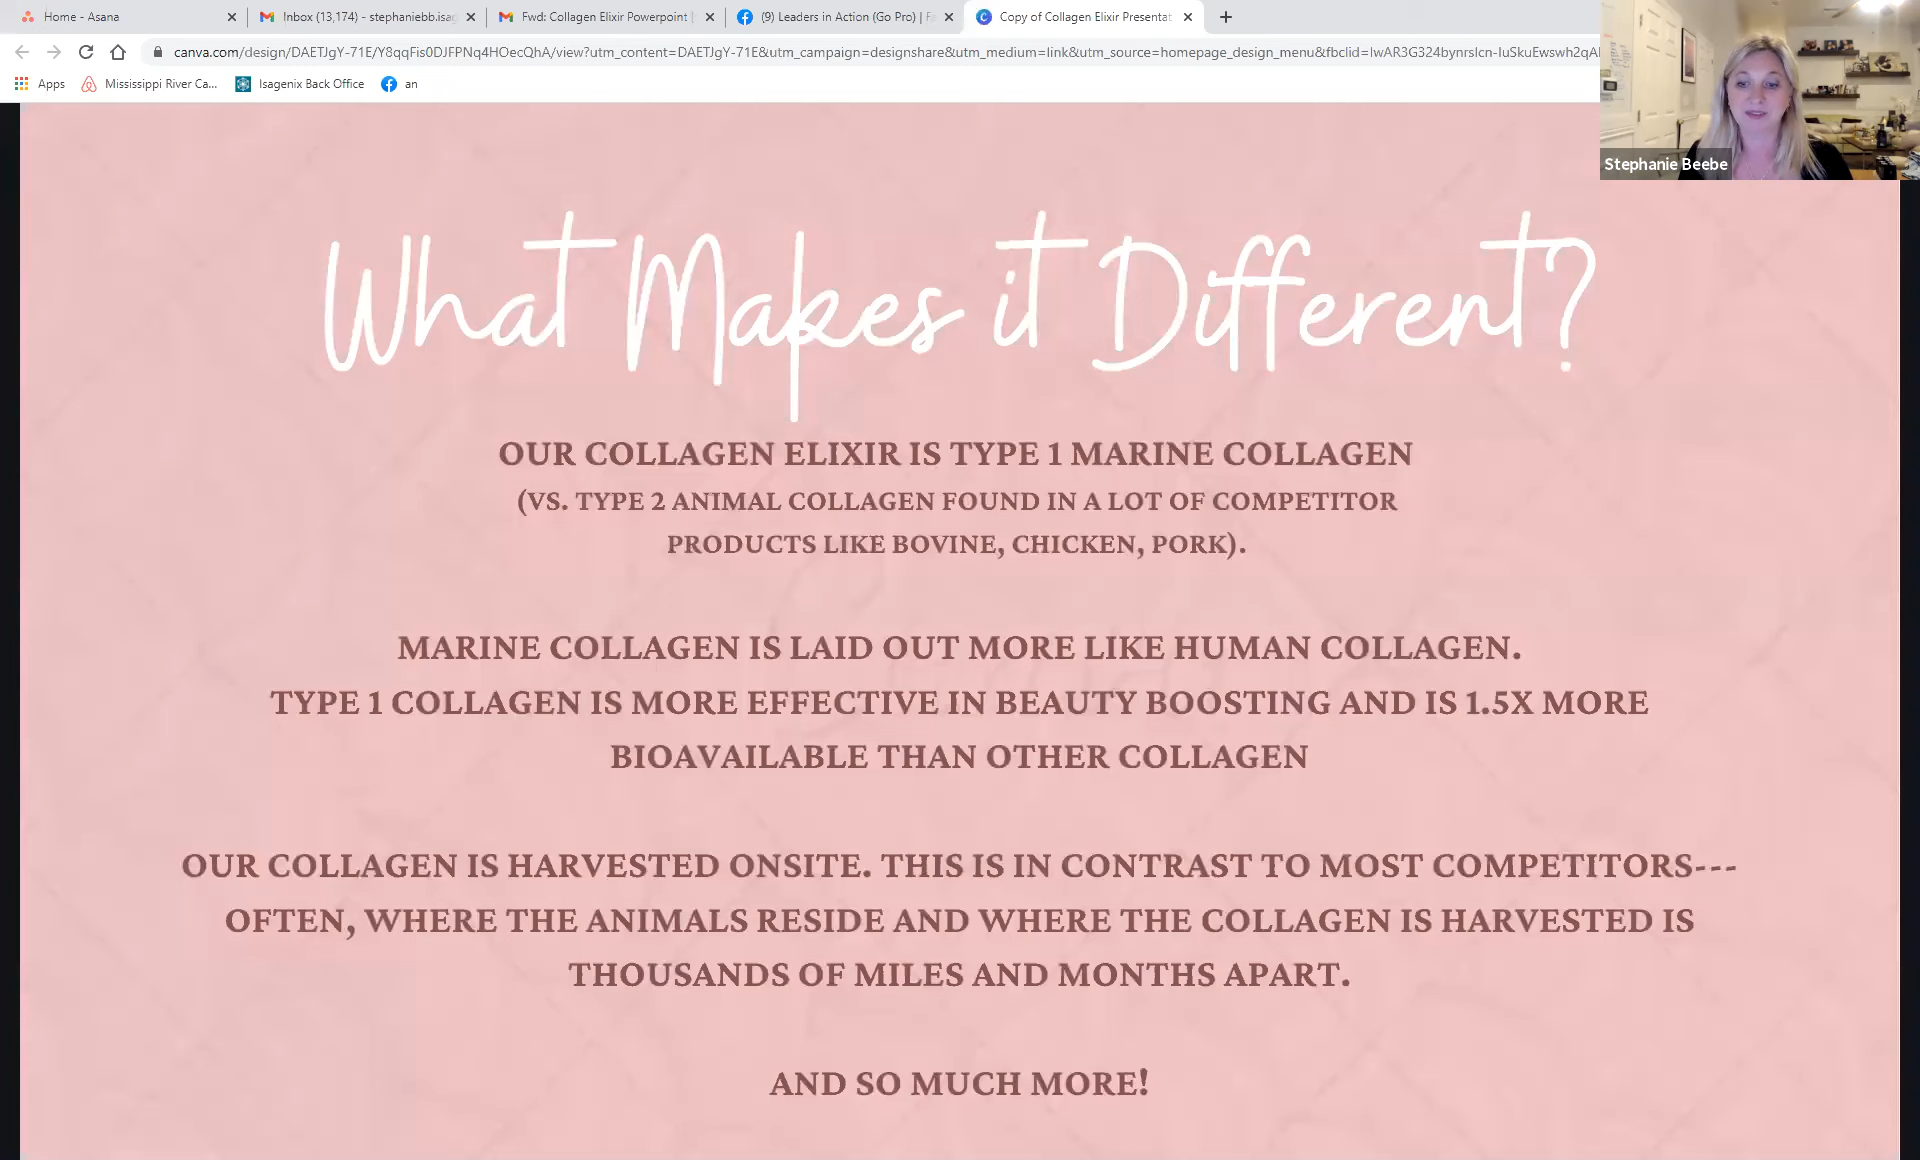 Home - Asana
Inbox (13,174) - stephaniebb.isag
Fwd: Collagen Elixir Powerpoint
(9) Leaders in Action (Go Pro) | Fa
Copy of Collagen Elixir Presentat
canva.com/design/DAETJgY-71E/Y8qqFis0DJFPNq4HOecQhA/view?utm_content=DAETJgY-71E&utm_campaign=designshare&utm_medium=link&utm_source=homepage_design_menu&fbclid=IwAR3G324bynrslcn-IuSkuEwswh2qAl
Apps
Mississippi River Ca...
Isagenix Back Office
an
Stephanie Beebe
What Makes it Different?
OUR COLLAGEN ELIXIR IS TYPE 1 MARINE COLLAGEN
(VS. TYPE 2 ANIMAL COLLAGEN FOUND IN A LOT OF COMPETITOR
PRODUCTS LIKE BOVINE, CHICKEN, PORK).
MARINE COLLAGEN IS LAID OUT MORE LIKE HUMAN COLLAGEN.
TYPE 1 COLLAGEN IS MORE EFFECTIVE IN BEAUTY BOOSTING AND IS 1.5X MORE
BIOAVAILABLE THAN OTHER COLLAGEN
OUR COLLAGEN IS HARVESTED ONSITE. THIS IS IN CONTRAST TO MOST COMPETITORS---
OFTEN, WHERE THE ANIMALS RESIDE AND WHERE THE COLLAGEN IS HARVESTED IS
THOUSANDS OF MILES AND MONTHS APART.
AND SO MUCH MORE!